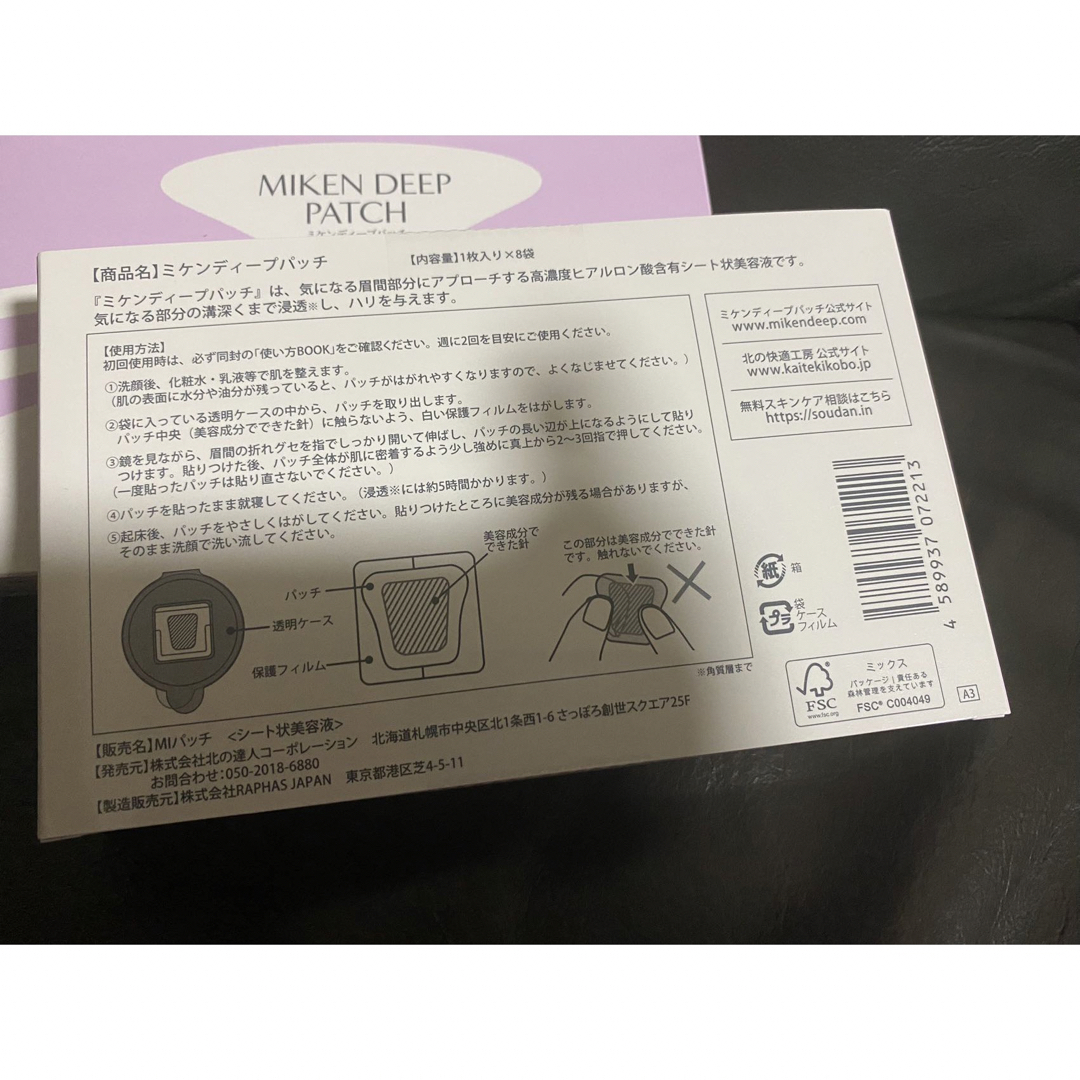 MIKEN DEEP
PATCH
ミケンディープパッチ
【商品名】ミケンディープパッチ
【内容量】1枚入り×8袋
『ミケンディープパッチ』は、気になる眉間部分にアプローチする高濃度ヒアルロン酸含有シート状美容液です。
気になる部分の溝深くまで浸透※し、ハリを与えます。
【使用方法】
初回使用時は、必ず同封の「使い方BOOK」をご確認ください。週に2回を目安にご使用ください。
①洗顔後、化粧水・乳液等で肌を整えます。
(肌の表面に水分や油分が残っていると、パッチがはがれやすくなりますので、よくなじませてください。)
②袋に入っている透明ケースの中から、パッチを取り出します。
パッチ中央(美容成分でできた針)に触らないよう、白い保護フィルムをはがします。
③鏡を見ながら、眉間の折れグセを指でしっかり開いて伸ばし、パッチの長い辺が上になるようにして貼り
つけます。貼りつけた後、パッチ全体が肌に密着するよう少し強めに真上から2〜3回指で押してください。
(一度貼ったパッチは貼り直さないでください。)
④パッチを貼ったまま就寝してください。(浸透※には約5時間かかります。)
⑤起床後、パッチをやさしくはがしてください。貼りつけたところに美容成分が残る場合がありますが、
そのまま洗顔で洗い流してください。
美容成分で
できた針
パッチ
透明ケース
保護フィルム
この部分は美容成分でできた針
です。触れないでください。
※角質層まで
【販売名】MIパッチ <シート状美容液>
【発売元】株式会社北の達人コーポレーション 北海道札幌市中央区北1条西1-6 さっぽろ創世スクエア25F
お問合わせ:050-2018-6880
【製造販売元】株式会社RAPHAS JAPAN 東京都港区芝4-5-11
ミケンディープパッチ公式サイト
www.mikendeep.com
北の快適工房 公式サイト
www.kaitekikobo.jp
無料スキンケア相談はこちら
https://soudan.in
4 589937 072213
紙 箱
プラ 袋
ケース
フィルム
FSC
www.fsc.org
ミックス
パッケージ|責任ある
森林管理を支えています
FSC® C004049
A3